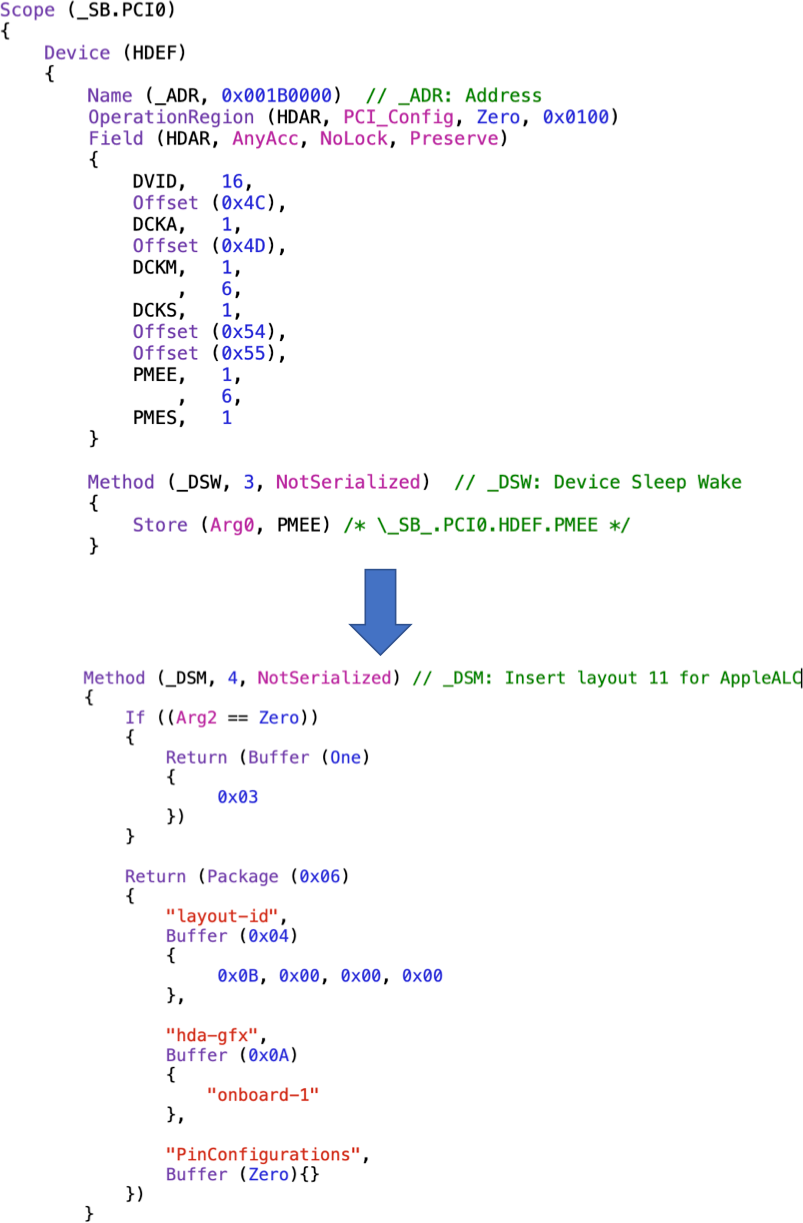 Scope (_SB.PCI0)
{
    Device (HDEF)
    {
        Name (_ADR, 0x001B0000)  // _ADR: Address
        OperationRegion (HDAR, PCI_Config, Zero, 0x0100)
        Field (HDAR, AnyAcc, NoLock, Preserve)
        {
            DVID,   16,
            Offset (0x4C),
            DCKA,   1,
            Offset (0x4D),
            DCKM,   1,
                ,   6,
            DCKS,   1,
            Offset (0x54),
            Offset (0x55),
            PMEE,   1,
                ,   6,
            PMES,   1
        }

        Method (_DSW, 3, NotSerialized)  // _DSW: Device Sleep Wake
        {
            Store (Arg0, PMEE) /* \_SB_.PCI0.HDEF.PMEE */
        }

        Method (_DSM, 4, NotSerialized) // _DSM: Insert layout 11 for AppleALC
        {
            If ((Arg2 == Zero))
            {
                Return (Buffer (One)
                {
                     0x03
                })
            }

            Return (Package (0x06)
            {
                "layout-id",
                Buffer (0x04)
                {
                     0x0B, 0x00, 0x00, 0x00
                },

                "hda-gfx",
                Buffer (0x0A)
                {
                    "onboard-1"
                },

                "PinConfigurations",
                Buffer (Zero){}
            })
        }